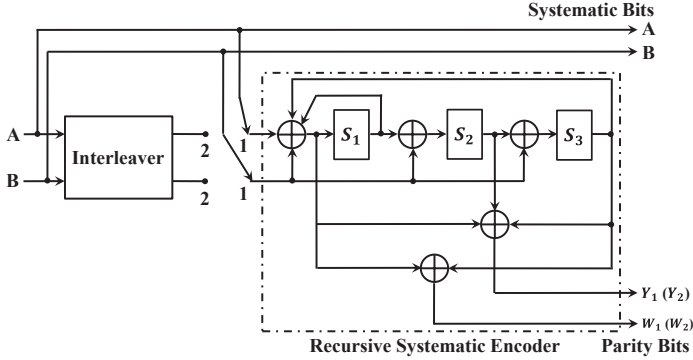 Systematic Bits
A
B
A
B
Interleaver
2
2
1
1
S₁
S₂
S₃
Y₁ (Y₂)
W₁ (W₂)
Recursive Systematic Encoder
Parity Bits